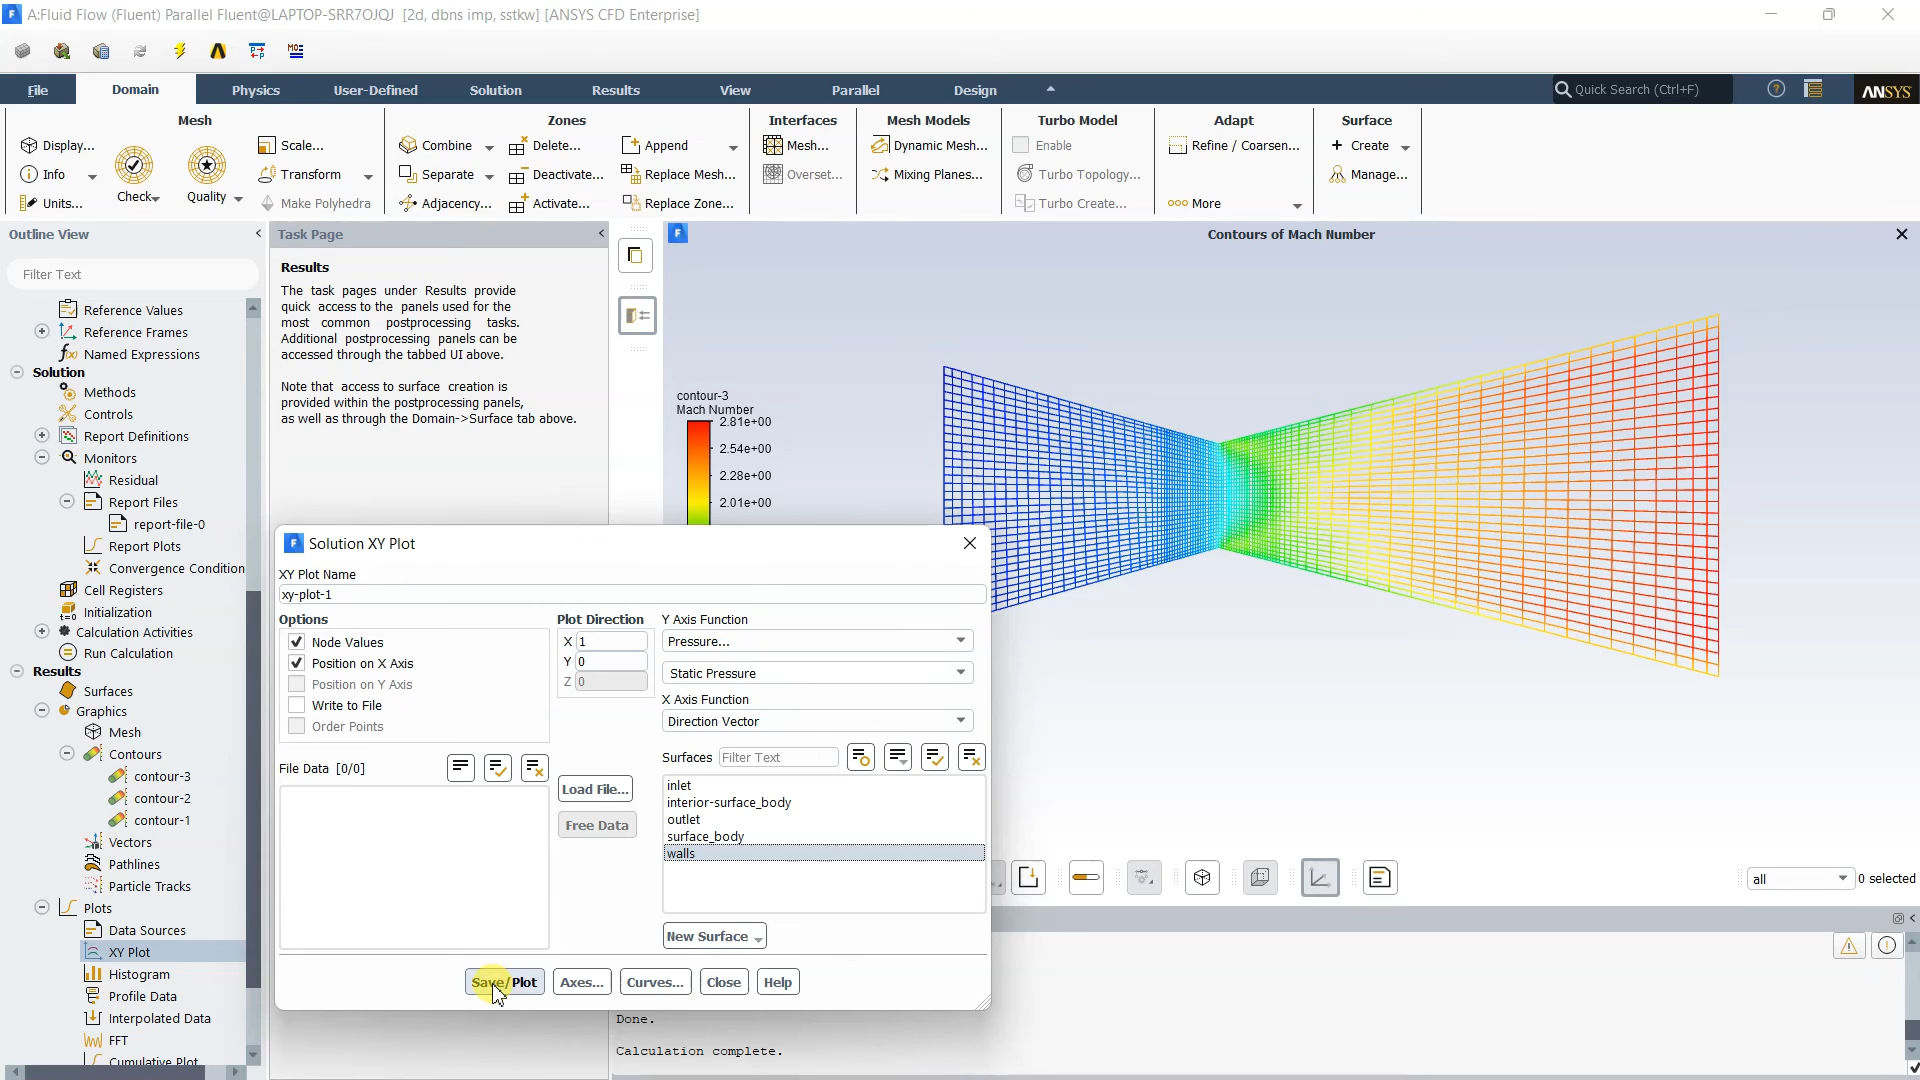 A:Fluid Flow (Fluent) Parallel Fluent@LAPTOP-SRR7OJQJ [2d, dbns imp, sstkw] [ANSYS CFD Enterprise]
File Domain Physics User-Defined Solution Results View Parallel Design
Quick Search (Ctrl+F)
ANSYS
Mesh
Display...
Info
Units...
Check
Quality
Scale...
Transform
Make Polyhedra
Zones
Combine
Separate
Adjacency...
Delete...
Deactivate...
Activate...
Append
Replace Mesh...
Replace Zone...
Interfaces
Mesh...
Overset...
Mesh Models
Dynamic Mesh...
Mixing Planes...
Turbo Model
Enable
Turbo Topology...
Turbo Create...
Adapt
Refine / Coarsen...
More
Surface
+ Create
Manage...
Outline View
Filter Text
Reference Values
Reference Frames
Named Expressions
Solution
Methods
Controls
Report Definitions
Monitors
Residual
Report Files
report-file-0
Report Plots
Convergence Condition
Cell Registers
Initialization
Calculation Activities
Run Calculation
Results
Surfaces
Graphics
Mesh
Contours
contour-3
contour-2
contour-1
Vectors
Pathlines
Particle Tracks
Plots
Data Sources
XY Plot
Histogram
Profile Data
Interpolated Data
FFT
Cumulative Plot
Task Page
Results
The task pages under Results provide
quick access to the panels used for the
most common postprocessing tasks.
Additional postprocessing panels can be
accessed through the tabbed UI above.
Note that access to surface creation is
provided within the postprocessing panels,
as well as through the Domain->Surface tab above.
Contours of Mach Number
contour-3
Mach Number
2.81e+00
2.54e+00
2.28e+00
2.01e+00
Solution XY Plot
XY Plot Name
xy-plot-1
Options
Node Values
Position on X Axis
Position on Y Axis
Write to File
Order Points
Plot Direction
X 1
Y 0
Z 0
Y Axis Function
Pressure...
Static Pressure
X Axis Function
Direction Vector
File Data [0/0]
Load File...
Free Data
Surfaces Filter Text
inlet
interior-surface_body
outlet
surface_body
walls
New Surface
Save/Plot Axes... Curves... Close Help
all
0 selected
Done.
Calculation complete.